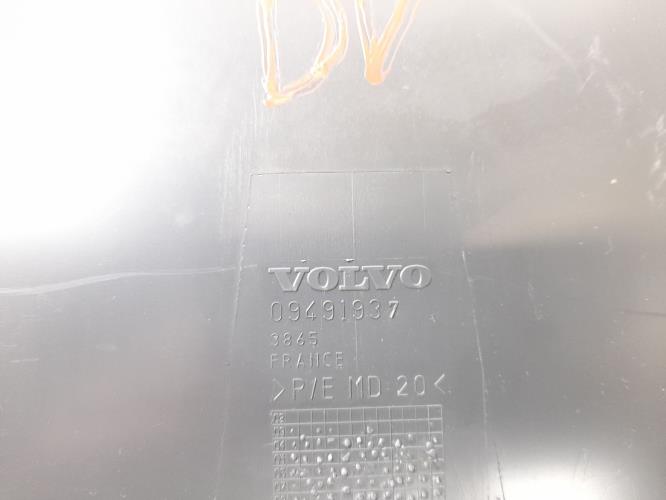 DV
VOLVO
09491937
3865
FRANCE
>P/E MD 20<